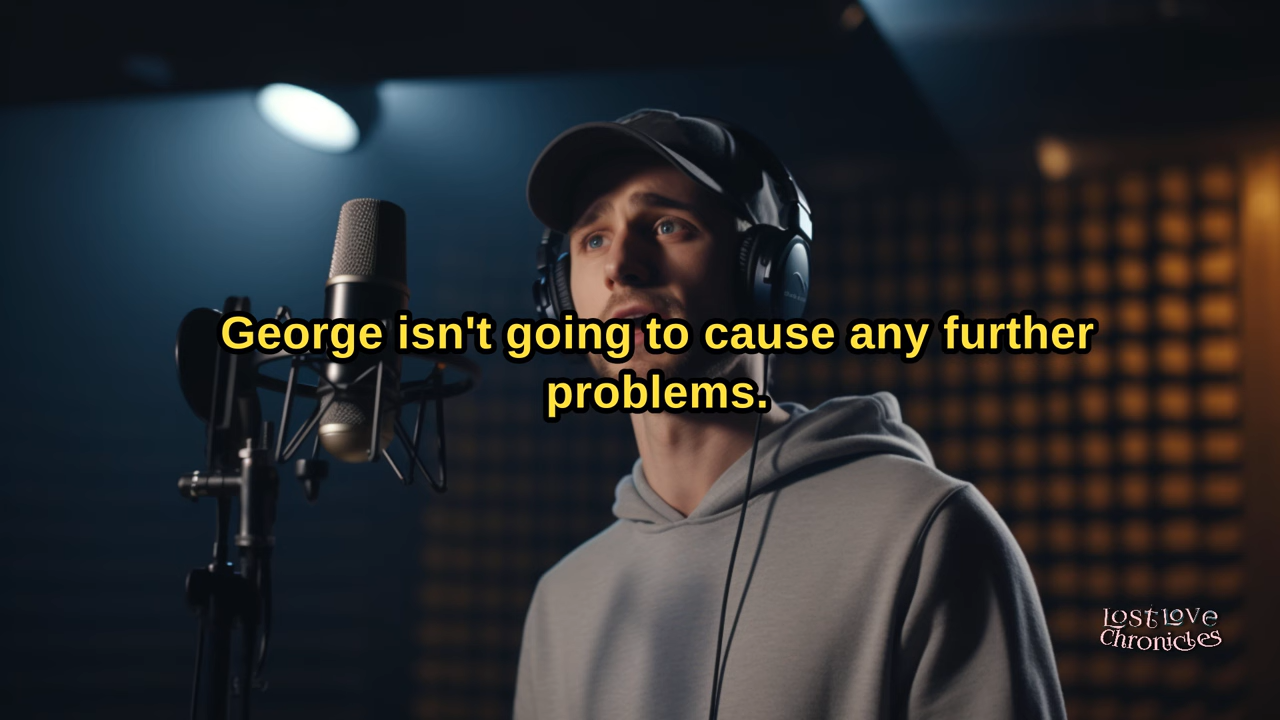 George isn't going to cause any further
problems.
Lost Love
Chronicles